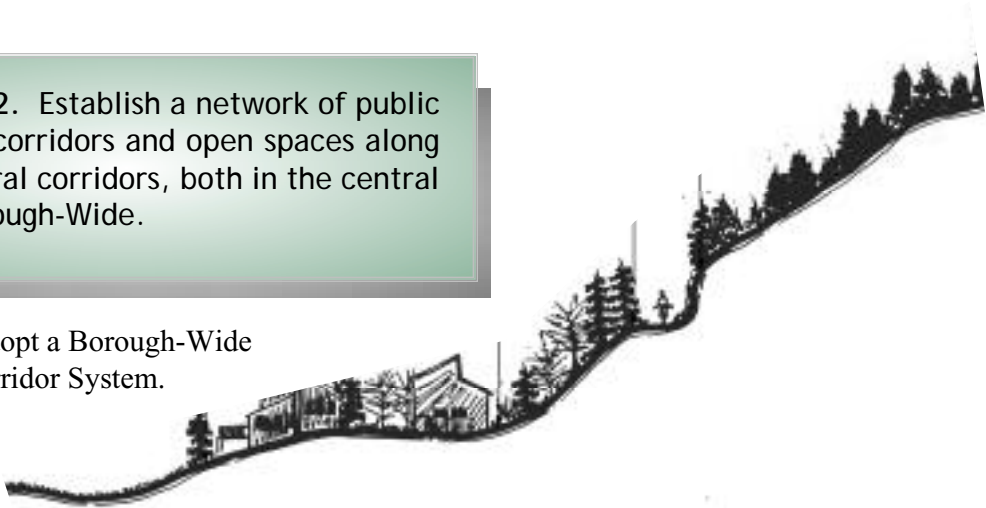 2. Establish a network of public
corridors and open spaces along
ral corridors, both in the central
ough-Wide.
opt a Borough-Wide
rridor System.